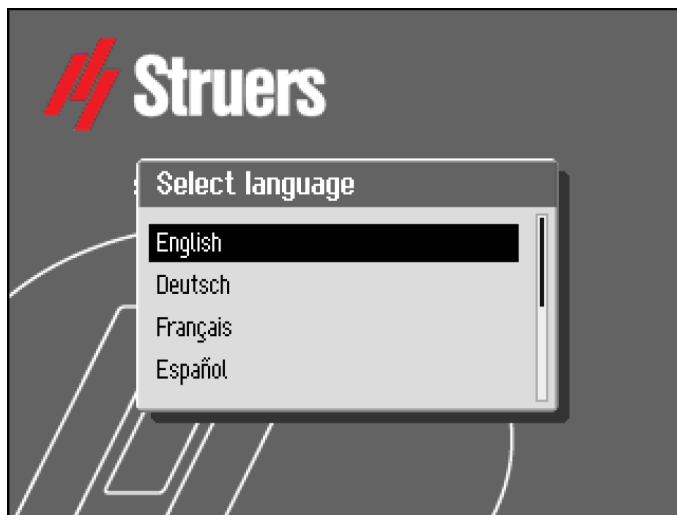 Struers
Select language
English
Deutsch
Français
Español